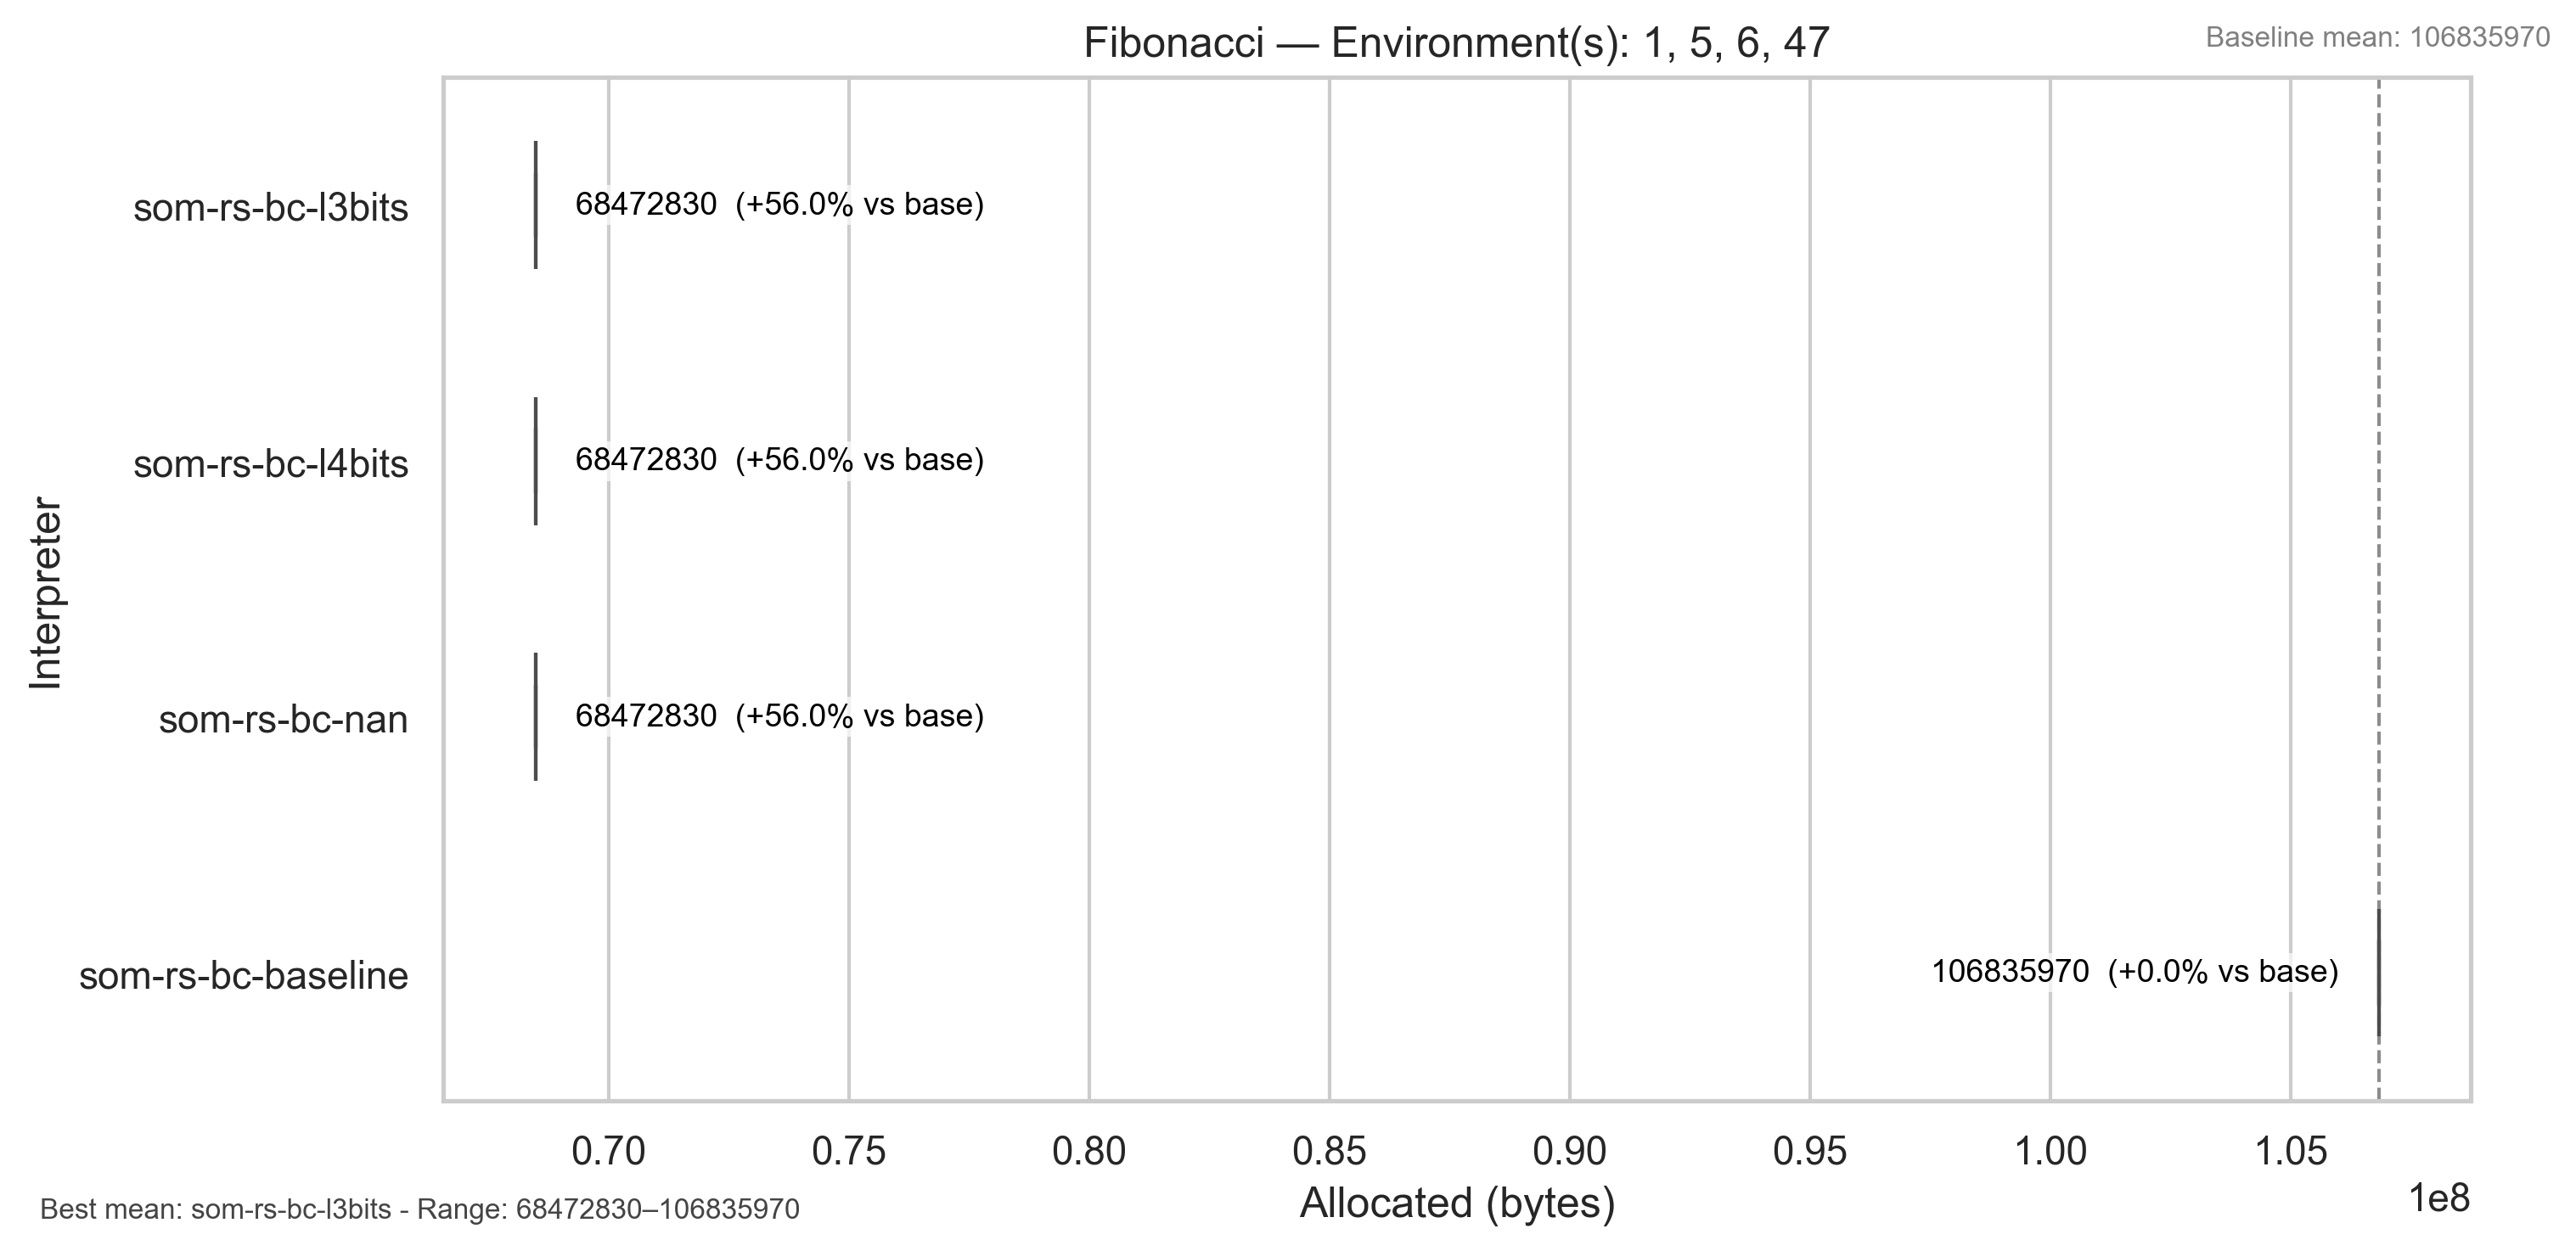 Fibonacci — Environment(s): 1, 5, 6, 47
Baseline mean: 106835970
Interpreter
som-rs-bc-l3bits
68472830  (+56.0% vs base)
som-rs-bc-l4bits
68472830  (+56.0% vs base)
som-rs-bc-nan
68472830  (+56.0% vs base)
som-rs-bc-baseline
106835970  (+0.0% vs base)
0.70 0.75 0.80 0.85 0.90 0.95 1.00 1.05
1e8
Allocated (bytes)
Best mean: som-rs-bc-l3bits - Range: 68472830–106835970